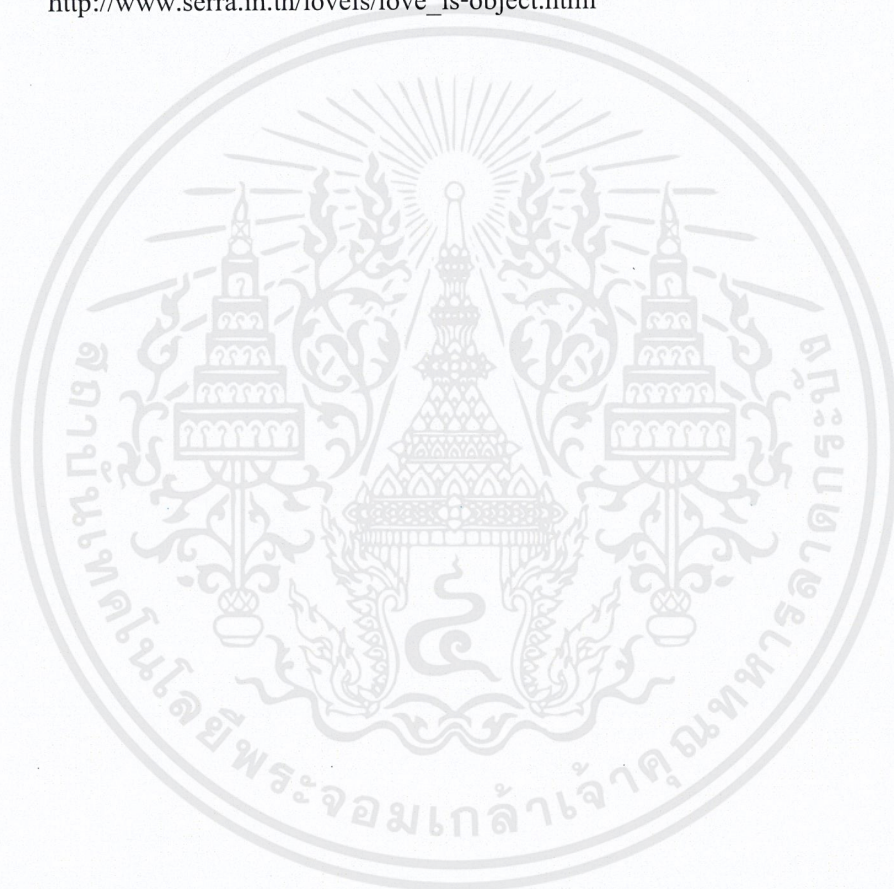 http://www.serra.in.th/loveis/love_is-object.html
สถาบันเทคโนโลยีพระจอมเกล้าเจ้าคุณทหารลาดกระบัง
๔